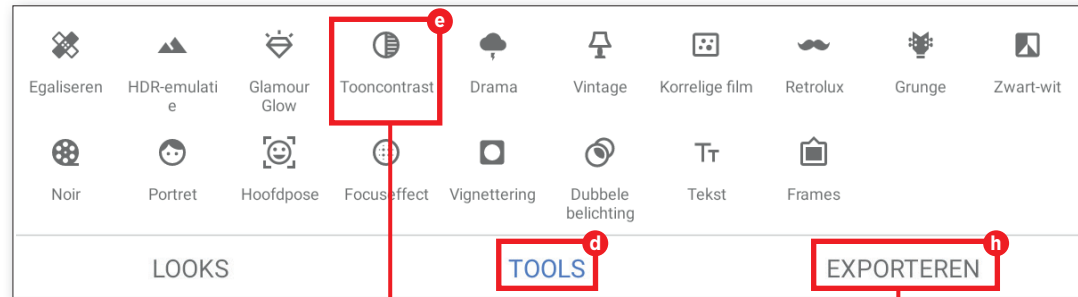 e
Egaliseren HDR-emulati Glamour Tooncontrast Drama Vintage Korrelige film Retrolux Grunge Zwart-wit
e Glow
Noir Portret Hoofdpose Focuseffect Vignettering Dubbele Tekst Frames
belichting
d h
LOOKS TOOLS EXPORTEREN